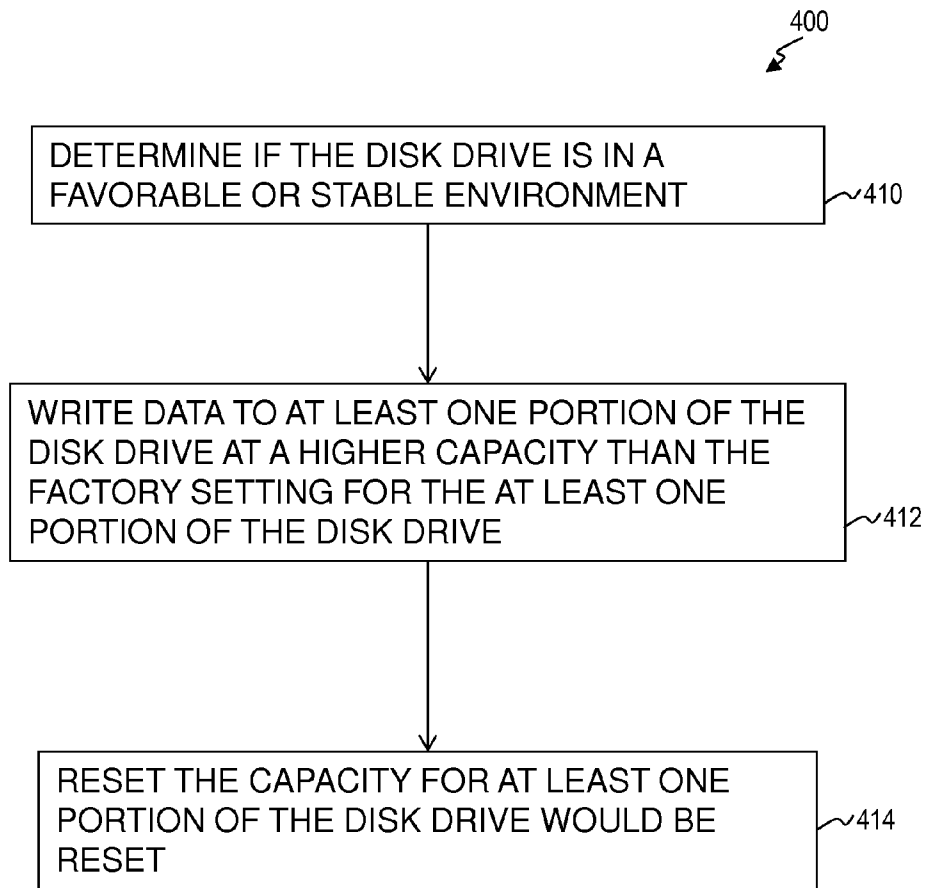 400
DETERMINE IF THE DISK DRIVE IS IN A
FAVORABLE OR STABLE ENVIRONMENT
410
WRITE DATA TO AT LEAST ONE PORTION OF THE
DISK DRIVE AT A HIGHER CAPACITY THAN THE
FACTORY SETTING FOR THE AT LEAST ONE
PORTION OF THE DISK DRIVE
412
RESET THE CAPACITY FOR AT LEAST ONE
PORTION OF THE DISK DRIVE WOULD BE
RESET
414